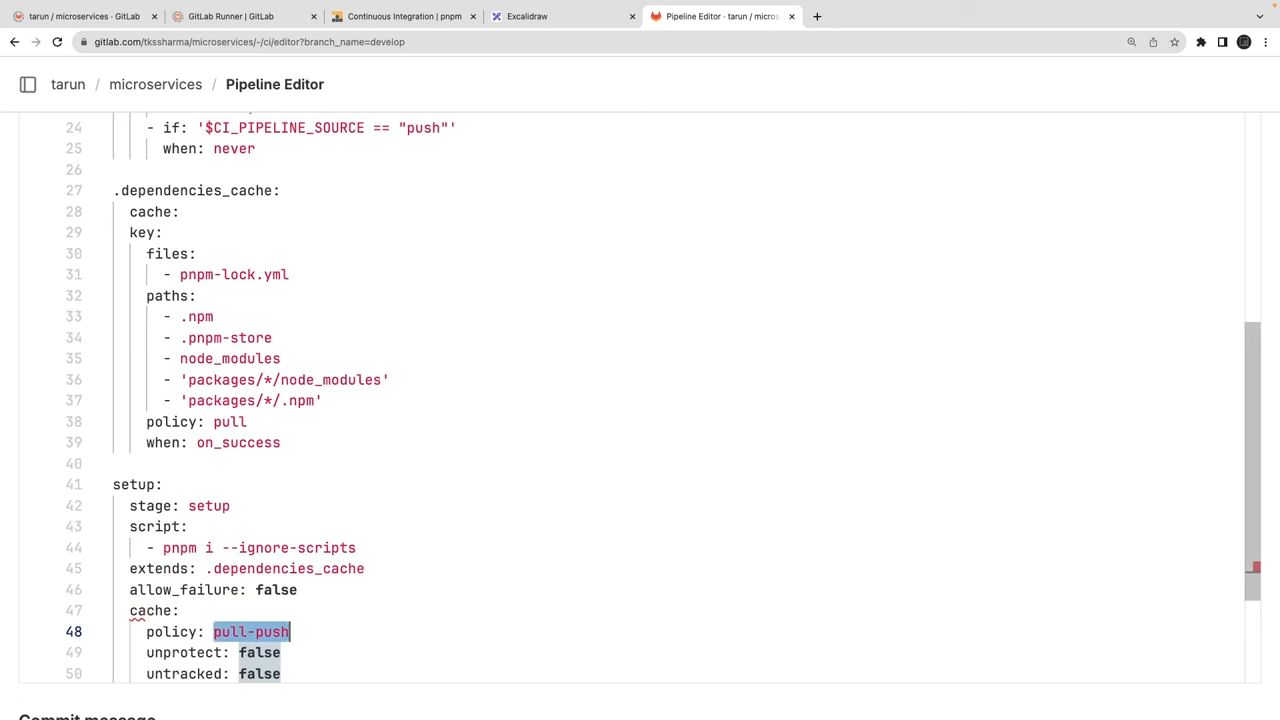 tarun / microservices · GitLab
GitLab Runner | GitLab
Continuous Integration | pnpm
Excalidraw
Pipeline Editor · tarun / micros
gitlab.com/tkssharma/microservices/-/ci/editor?branch_name=develop
tarun / microservices / Pipeline Editor
24 - if: '$CI_PIPELINE_SOURCE == "push"'
25 when: never
26
27 .dependencies_cache:
28 cache:
29 key:
30 files:
31 - pnpm-lock.yml
32 paths:
33 - .npm
34 - .pnpm-store
35 - node_modules
36 - 'packages/*/node_modules'
37 - 'packages/*/.npm'
38 policy: pull
39 when: on_success
40
41 setup:
42 stage: setup
43 script:
44 - pnpm i --ignore-scripts
45 extends: .dependencies_cache
46 allow_failure: false
47 cache:
48 policy: pull-push
49 unprotect: false
50 untracked: false
Commit message